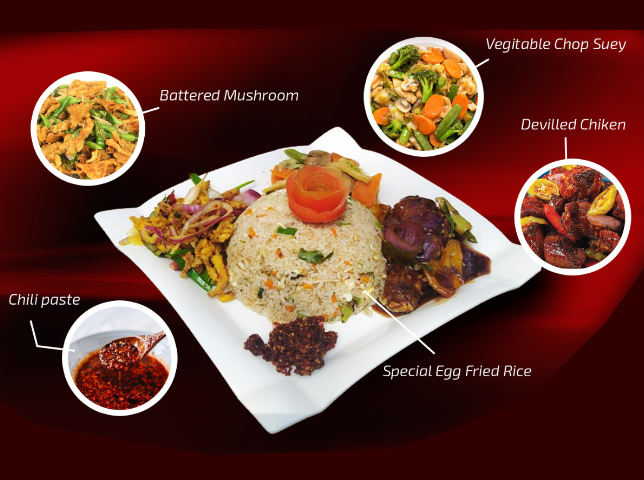 Vegitable Chop Suey
Battered Mushroom
Devilled Chiken
Chili paste
Special Egg Fried Rice